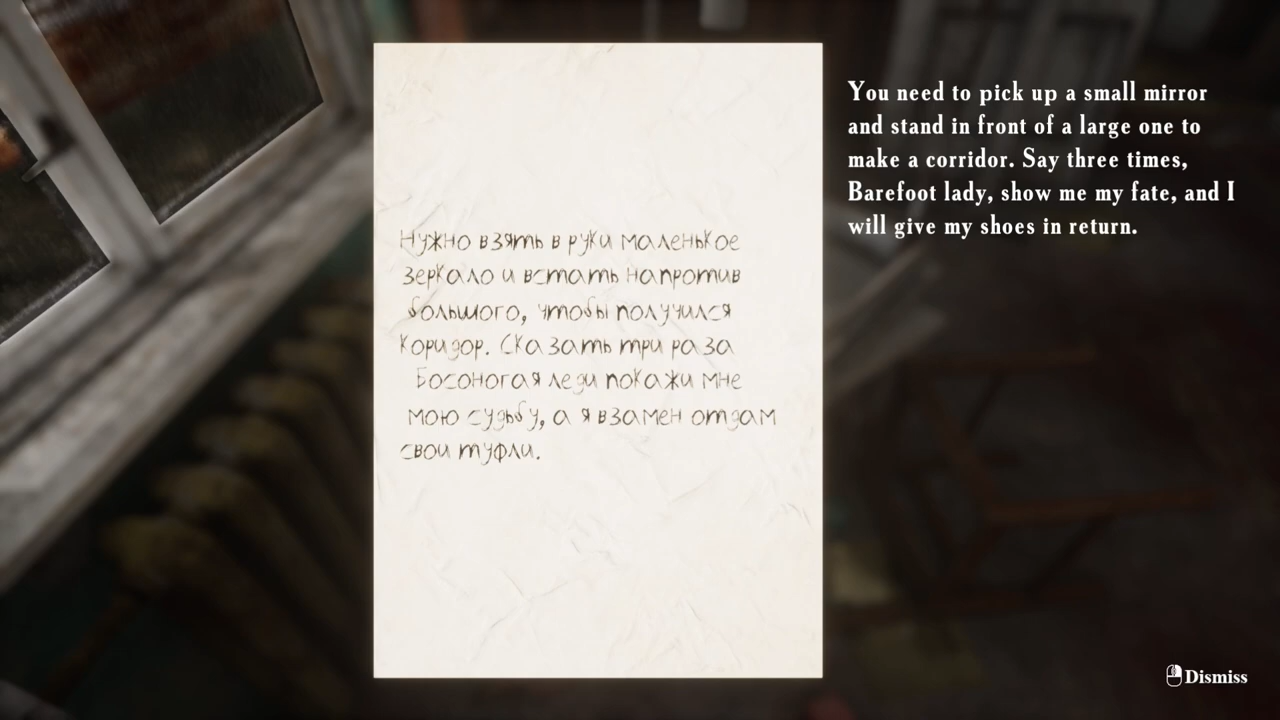 Нужно взять в руки маленькое
зеркало и встать напротив
большого, чтобы получился
коридор. Сказать три раза
Босоногая леди покажи мне
мою судьбу, а я взамен отдам
свои туфли.
You need to pick up a small mirror
and stand in front of a large one to
make a corridor. Say three times,
Barefoot lady, show me my fate, and I
will give my shoes in return.
Dismiss